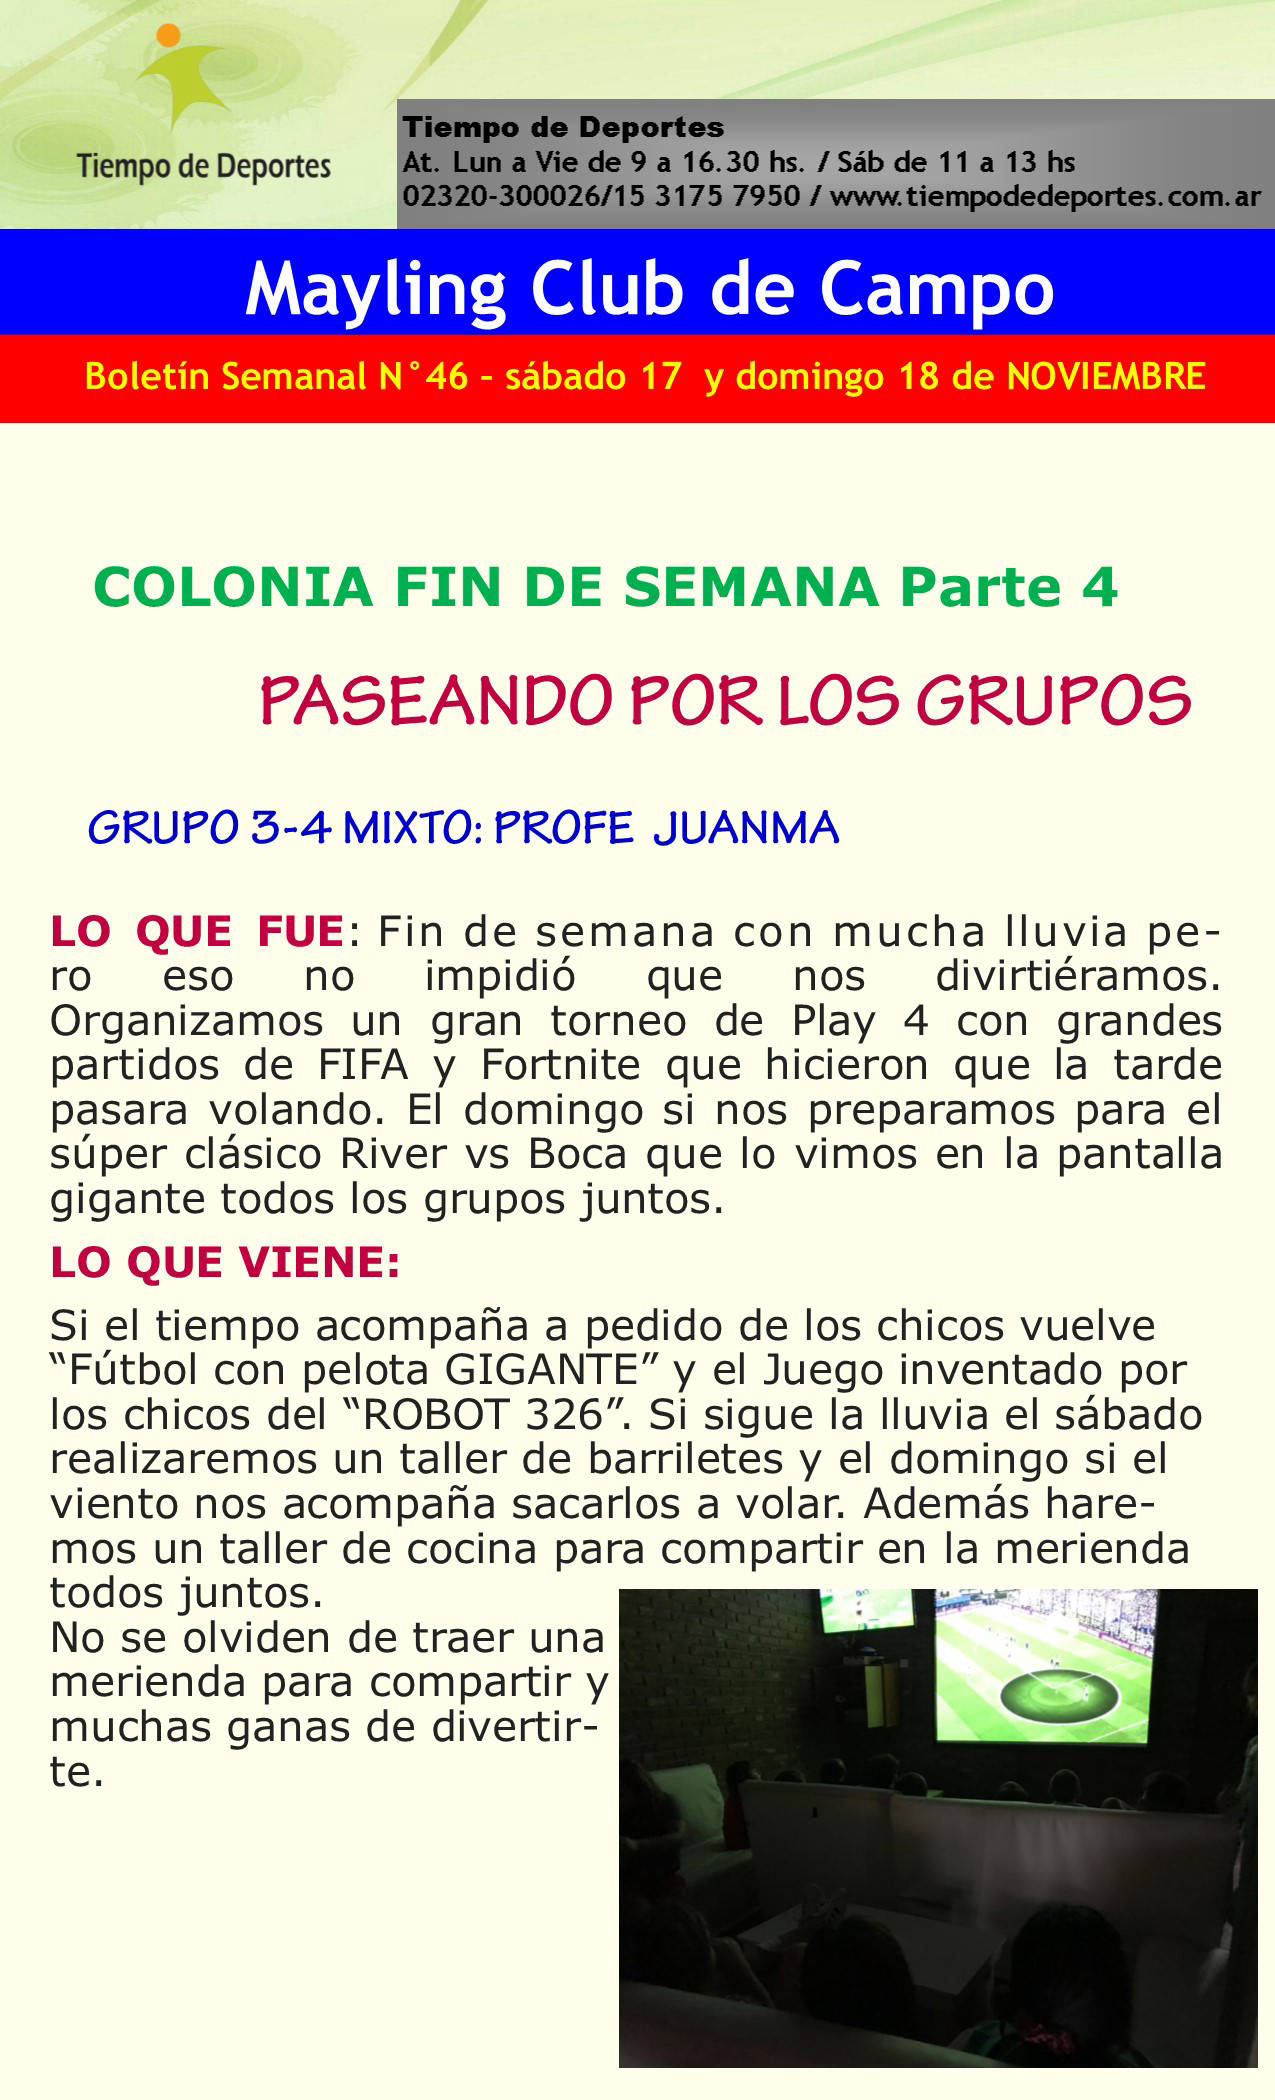 Tiempo de Deportes
Tiempo de Deportes
At. Lun a Vie de 9 a 16.30 hs. / Sáb de 11 a 13 hs
02320-300026/15 3175 7950 / www.tiempodedeportes.com.ar
Mayling Club de Campo
Boletín Semanal N°46 – sábado 17 y domingo 18 de NOVIEMBRE
COLONIA FIN DE SEMANA Parte 4
PASEANDO POR LOS GRUPOS
GRUPO 3-4 MIXTO: PROFE JUANMA
LO QUE FUE: Fin de semana con mucha lluvia pe-
ro eso no impidió que nos divirtiéramos.
Organizamos un gran torneo de Play 4 con grandes
partidos de FIFA y Fortnite que hicieron que la tarde
pasara volando. El domingo si nos preparamos para el
súper clásico River vs Boca que lo vimos en la pantalla
gigante todos los grupos juntos.
LO QUE VIENE:
Si el tiempo acompaña a pedido de los chicos vuelve
“Fútbol con pelota GIGANTE” y el Juego inventado por
los chicos del “ROBOT 326”. Si sigue la lluvia el sábado
realizaremos un taller de barriletes y el domingo si el
viento nos acompaña sacarlos a volar. Además hare-
mos un taller de cocina para compartir en la merienda
todos juntos.
No se olviden de traer una
merienda para compartir y
muchas ganas de divertir-
te.